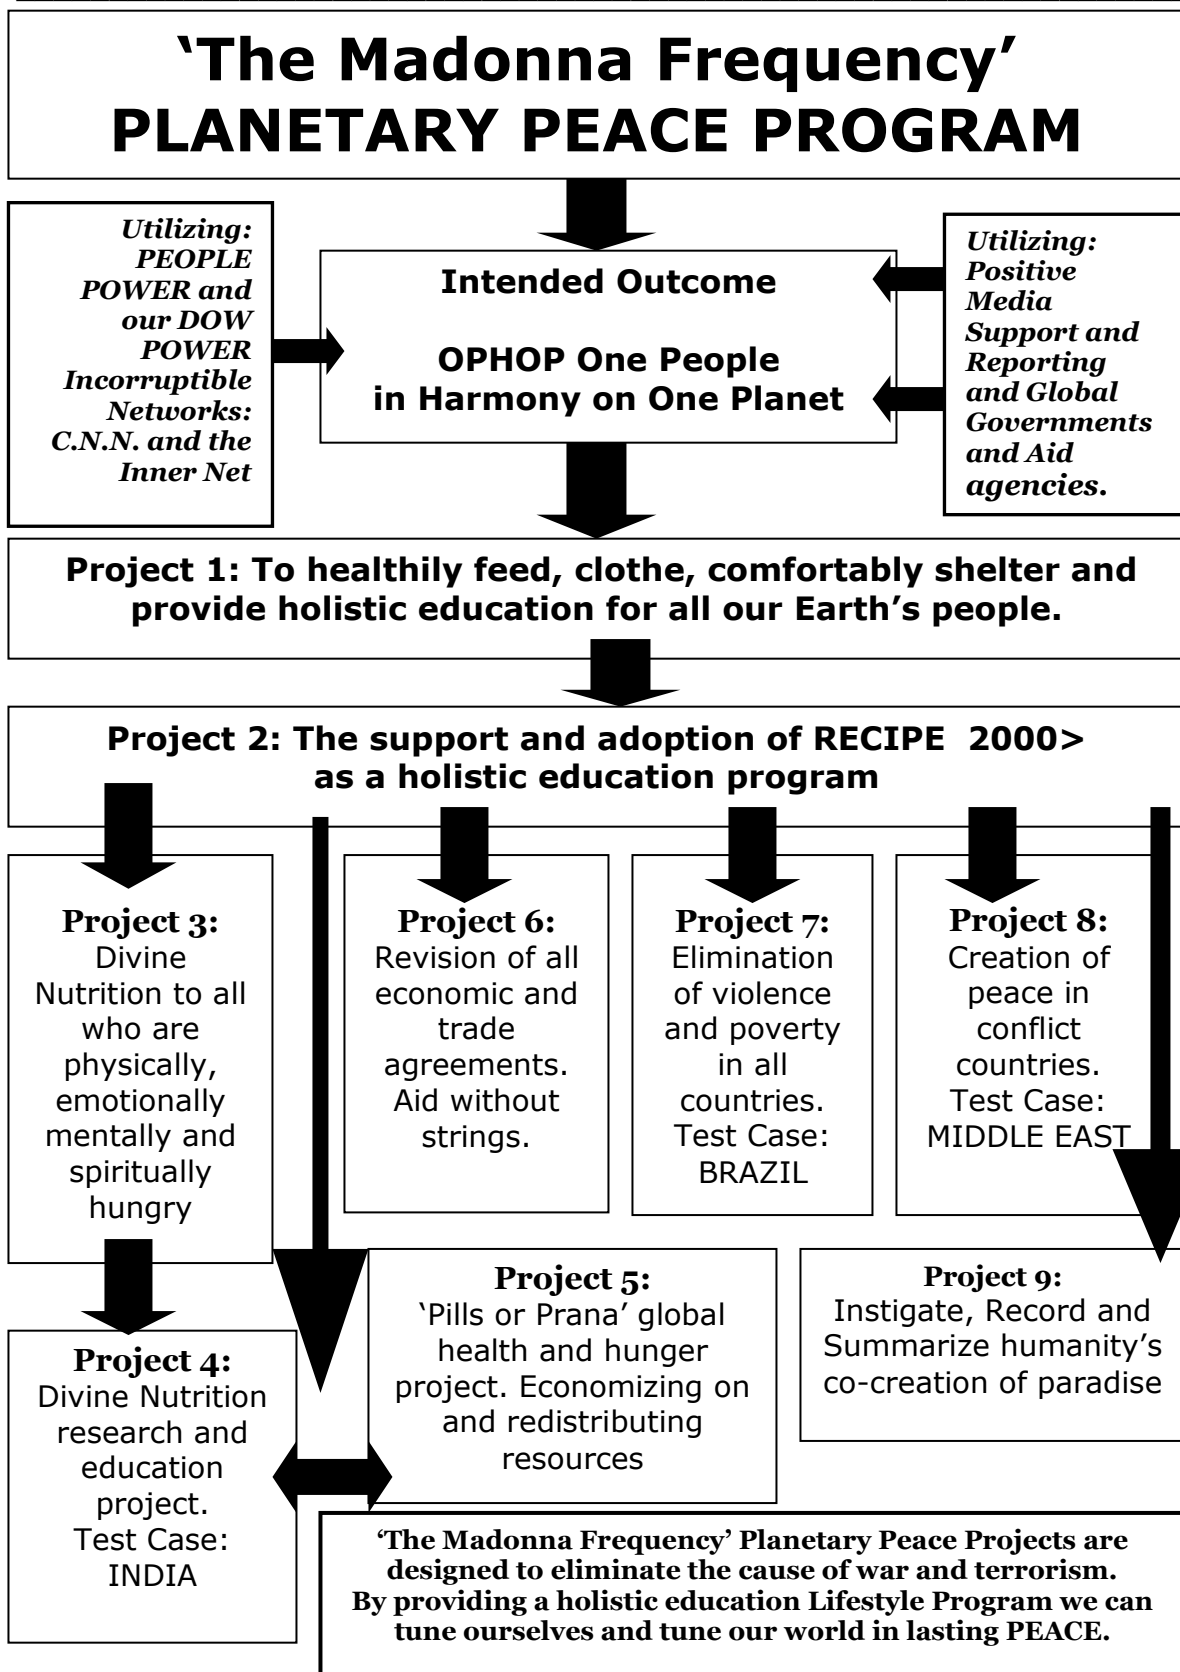 ‘The Madonna Frequency’
PLANETARY PEACE PROGRAM
Utilizing:
PEOPLE
POWER and
our DOW
POWER
Incorruptible
Networks:
C.N.N. and the
Inner Net
Intended Outcome
OPHOP One People
in Harmony on One Planet
Utilizing:
Positive
Media
Support and
Reporting
and Global
Governments
and Aid
agencies.
Project 1: To healthily feed, clothe, comfortably shelter and
provide holistic education for all our Earth’s people.
Project 2: The support and adoption of RECIPE 2000>
as a holistic education program
Project 3:
Divine
Nutrition to all
who are
physically,
emotionally
mentally and
spiritually
hungry
Project 6:
Revision of all
economic and
trade
agreements.
Aid without
strings.
Project 7:
Elimination
of violence
and poverty
in all
countries.
Test Case:
BRAZIL
Project 8:
Creation of
peace in
conflict
countries.
Test Case:
MIDDLE EAST
Project 4:
Divine Nutrition
research and
education
project.
Test Case:
INDIA
Project 5:
‘Pills or Prana’ global
health and hunger
project. Economizing on
and redistributing
resources
Project 9:
Instigate, Record and
Summarize humanity’s
co-creation of paradise
‘The Madonna Frequency’ Planetary Peace Projects are
designed to eliminate the cause of war and terrorism.
By providing a holistic education Lifestyle Program we can
tune ourselves and tune our world in lasting PEACE.